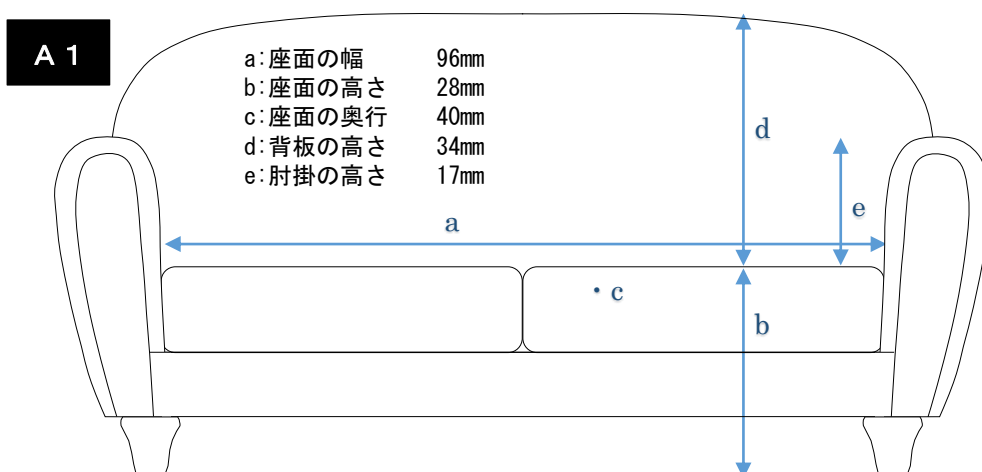 A 1
a:座面の幅 96mm
b:座面の高さ 28mm
c:座面の奥行 40mm
d:背板の高さ 34mm
e:肘掛の高さ 17mm
d
e
a
・c
b